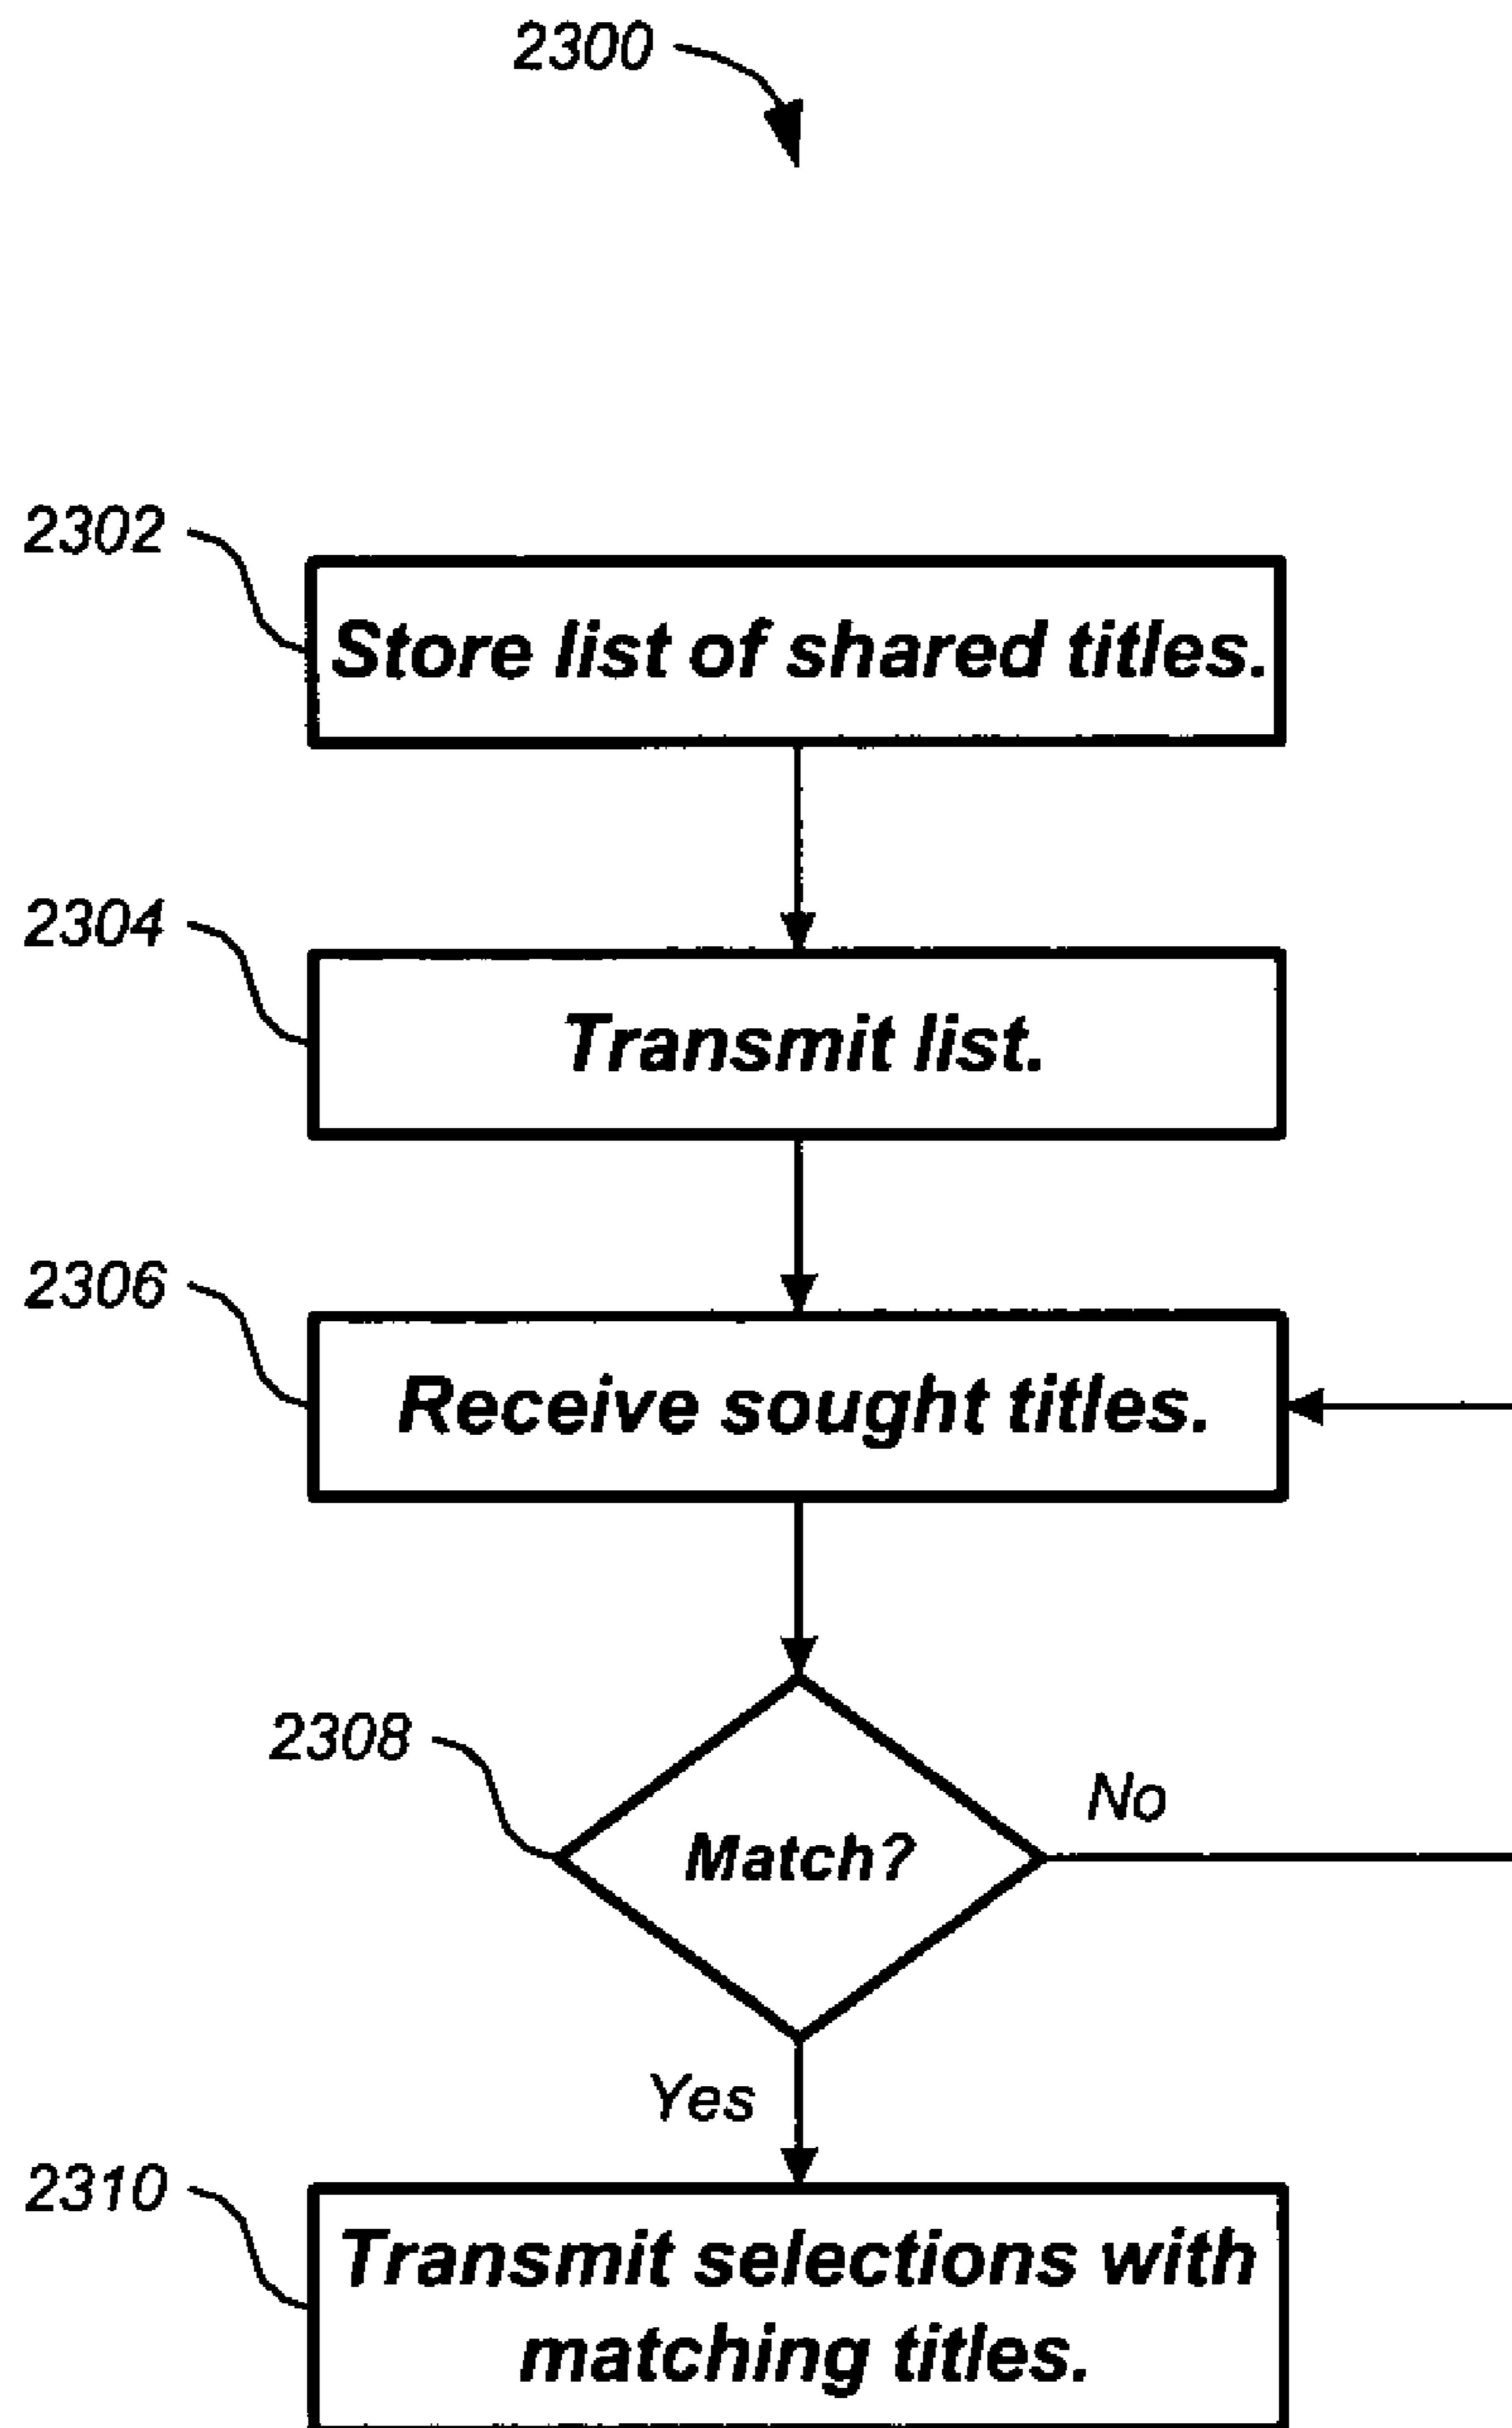 2300
2302
Store list of shared titles.
2304
Transmit list.
2306
Receive sought titles.
2308
Match?
No
Yes
2310
Transmit selections with
matching titles.